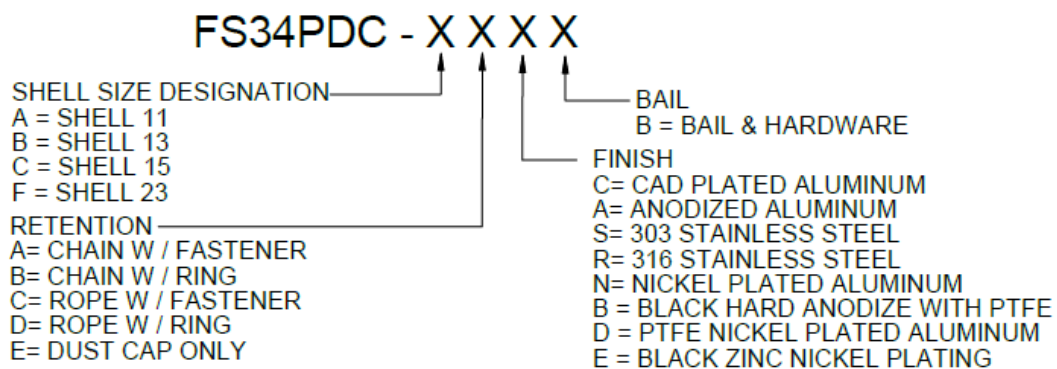 FS34PDC - X X X X
SHELL SIZE DESIGNATION
A = SHELL 11
B = SHELL 13
C = SHELL 15
F = SHELL 23
RETENTION
A= CHAIN W / FASTENER
B= CHAIN W / RING
C= ROPE W / FASTENER
D= ROPE W / RING
E= DUST CAP ONLY
BAIL
B = BAIL & HARDWARE
FINISH
C= CAD PLATED ALUMINUM
A= ANODIZED ALUMINUM
S= 303 STAINLESS STEEL
R= 316 STAINLESS STEEL
N= NICKEL PLATED ALUMINUM
B = BLACK HARD ANODIZE WITH PTFE
D = PTFE NICKEL PLATED ALUMINUM
E = BLACK ZINC NICKEL PLATING